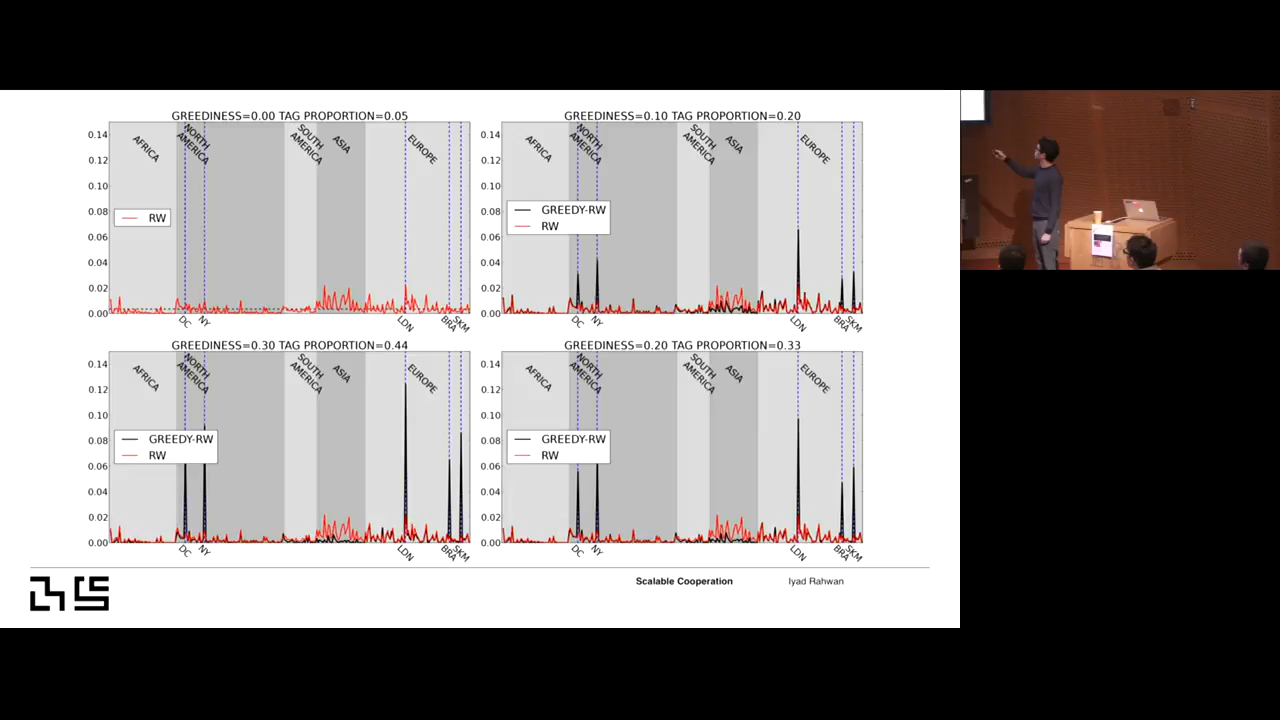 GREEDINESS=0.00 TAG PROPORTION=0.05
0.14
0.12
0.10
0.08
0.06
0.04
0.02
0.00
AFRICA
NORTH
AMERICA
SOUTH
AMERICA
ASIA
EUROPE
RW
DC
NY
LDN
BRA
SKM
GREEDINESS=0.10 TAG PROPORTION=0.20
0.14
0.12
0.10
0.08
0.06
0.04
0.02
0.00
AFRICA
NORTH
AMERICA
SOUTH
AMERICA
ASIA
EUROPE
GREEDY-RW
RW
DC
NY
LDN
BRA
SKM
GREEDINESS=0.30 TAG PROPORTION=0.44
0.14
0.12
0.10
0.08
0.06
0.04
0.02
0.00
AFRICA
NORTH
AMERICA
SOUTH
AMERICA
ASIA
EUROPE
GREEDY-RW
RW
DC
NY
LDN
BRA
SKM
GREEDINESS=0.20 TAG PROPORTION=0.33
0.14
0.12
0.10
0.08
0.06
0.04
0.02
0.00
AFRICA
NORTH
AMERICA
SOUTH
AMERICA
ASIA
EUROPE
GREEDY-RW
RW
DC
NY
LDN
BRA
SKM
Scalable Cooperation
Iyad Rahwan